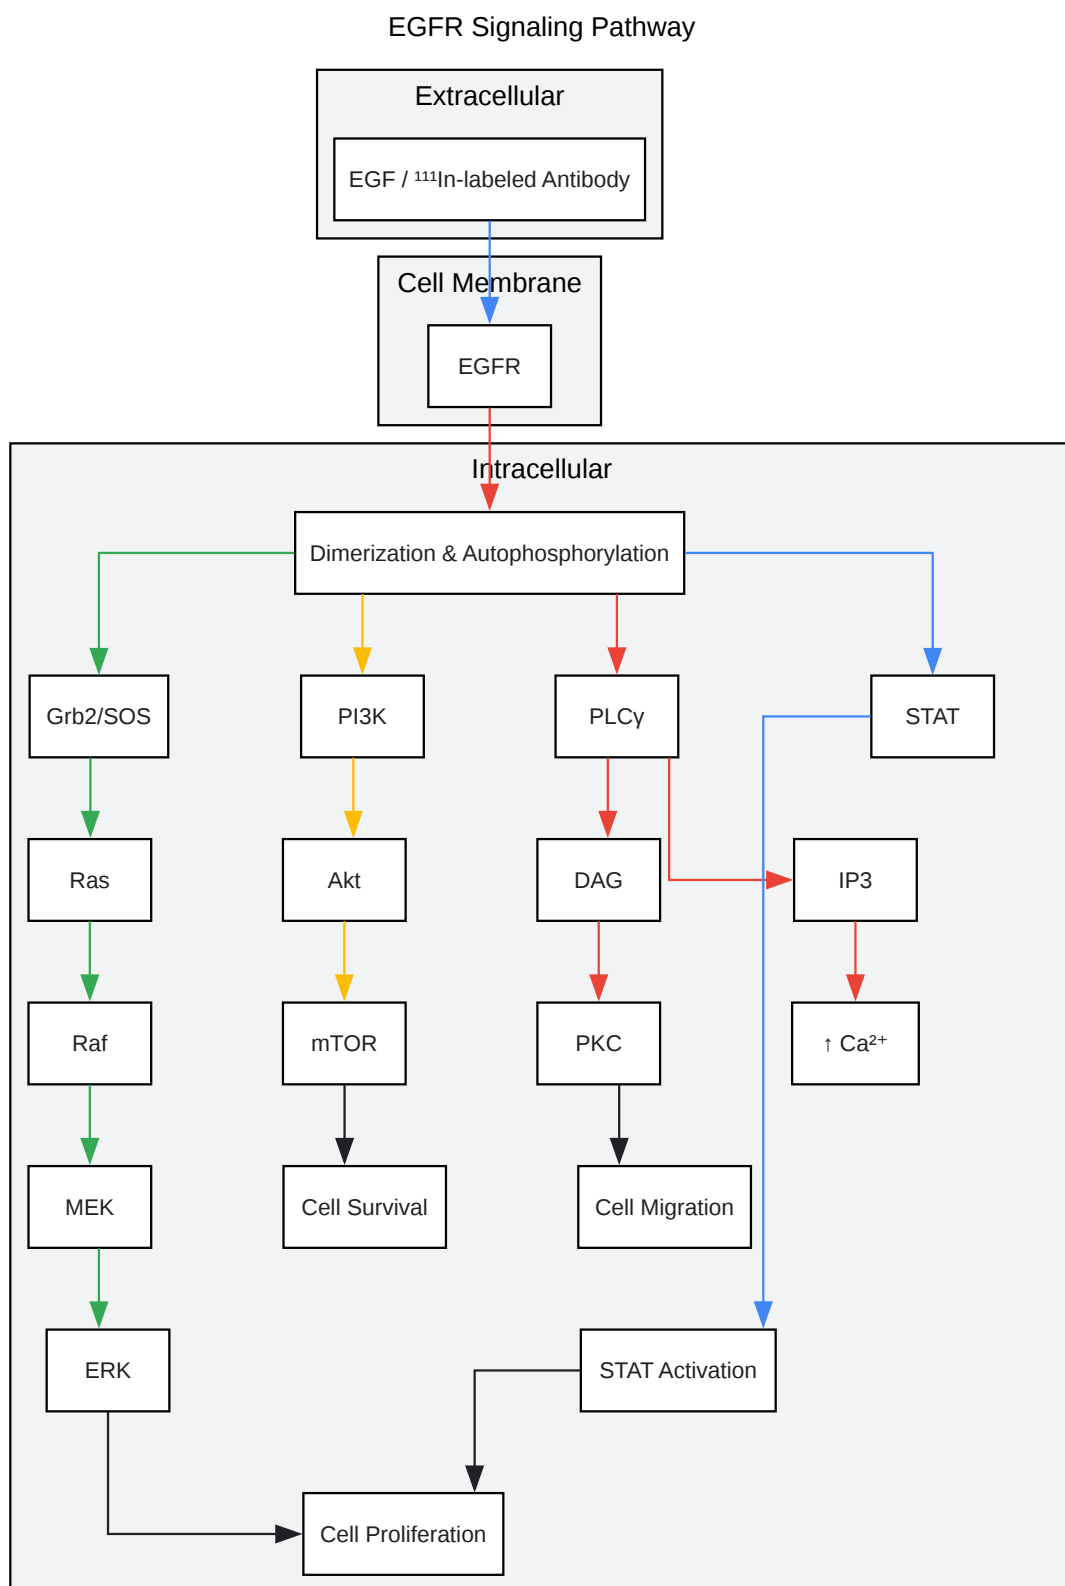 EGFR Signaling Pathway
Extracellular
EGF / ¹¹¹In-labeled Antibody
Cell Membrane
EGFR
Intracellular
Dimerization & Autophosphorylation
Grb2/SOS
PI3K
PLCγ
STAT
Ras
Akt
DAG
IP3
Raf
mTOR
PKC
↑ Ca²⁺
MEK
Cell Survival
Cell Migration
ERK
STAT Activation
Cell Proliferation